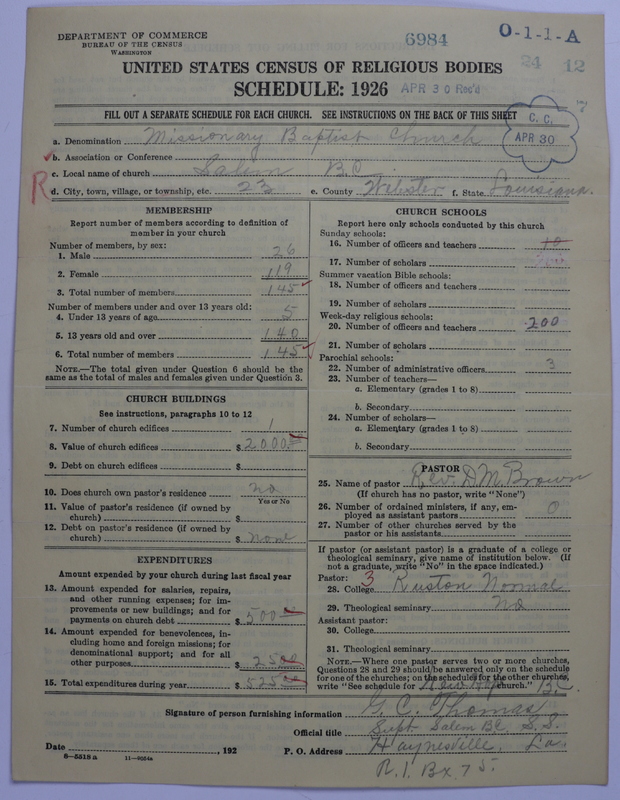 DEPARTMENT OF COMMERCE
BUREAU OF THE CENSUS
WASHINGTON
6984
O-1-1-A
24 12
UNITED STATES CENSUS OF RELIGIOUS BODIES
SCHEDULE: 1926
APR 30 Rec'd
FILL OUT A SEPARATE SCHEDULE FOR EACH CHURCH. SEE INSTRUCTIONS ON THE BACK OF THIS SHEET
C. C.
APR 30
a. Denomination Missionary Baptist Church
b. Association or Conference
c. Local name of church Salem B.C.
R
d. City, town, village, or township, etc. 23 e. County Webster f. State Louisiana.
MEMBERSHIP
Report number of members according to definition of
member in your church
Number of members, by sex:
1. Male 26
2. Female 119
3. Total number of members 145
Number of members under and over 13 years old:
4. Under 13 years of age 5
5. 13 years old and over 140
6. Total number of members 145
NOTE.—The total given under Question 6 should be the
same as the total of males and females given under Question 3.
CHURCH BUILDINGS
See instructions, paragraphs 10 to 12
7. Number of church edifices 1
8. Value of church edifices $ 2000
9. Debt on church edifices $
10. Does church own pastor's residence no
Yes or No
11. Value of pastor's residence (if owned by
church) $
12. Debt on pastor's residence (if owned by
church) $ none
EXPENDITURES
Amount expended by your church during last fiscal year
13. Amount expended for salaries, repairs,
and other running expenses; for im-
provements or new buildings; and for
payments on church debt $ 500
14. Amount expended for benevolences, in-
cluding home and foreign missions; for
denominational support; and for all
other purposes $ 25
15. Total expenditures during year $ 525
CHURCH SCHOOLS
Report here only schools conducted by this church
Sunday schools:
16. Number of officers and teachers 10
17. Number of scholars
Summer vacation Bible schools:
18. Number of officers and teachers
19. Number of scholars
Week-day religious schools:
20. Number of officers and teachers 200
21. Number of scholars
Parochial schools:
22. Number of administrative officers 3
23. Number of teachers—
a. Elementary (grades 1 to 8)
b. Secondary
24. Number of scholars—
a. Elementary (grades 1 to 8)
b. Secondary
PASTOR
25. Name of pastor Rev. D. M. Brown
(If church has no pastor, write "None")
26. Number of ordained ministers, if any, em-
ployed as assistant pastors 0
27. Number of other churches served by the
pastor or his assistants
If pastor (or assistant pastor) is a graduate of a college or
theological seminary, give name of institution below. (If
not a graduate, write "No" in the space indicated.)
Pastor: 3
28. College Ruston Normal
29. Theological seminary No
Assistant pastor:
30. College
31. Theological seminary
NOTE.—Where one pastor serves two or more churches,
Questions 28 and 29 should be answered only on the schedule
for one of the churches; on the schedules for the other churches,
write "See schedule for church." B.C.
Signature of person furnishing information G. C. Thomas
Official title Supt Salem B.C. S.S.
Date , 192 P. O. Address Haynesville, La.
8-5318a 11-9054a
R.1. Bx. 75.